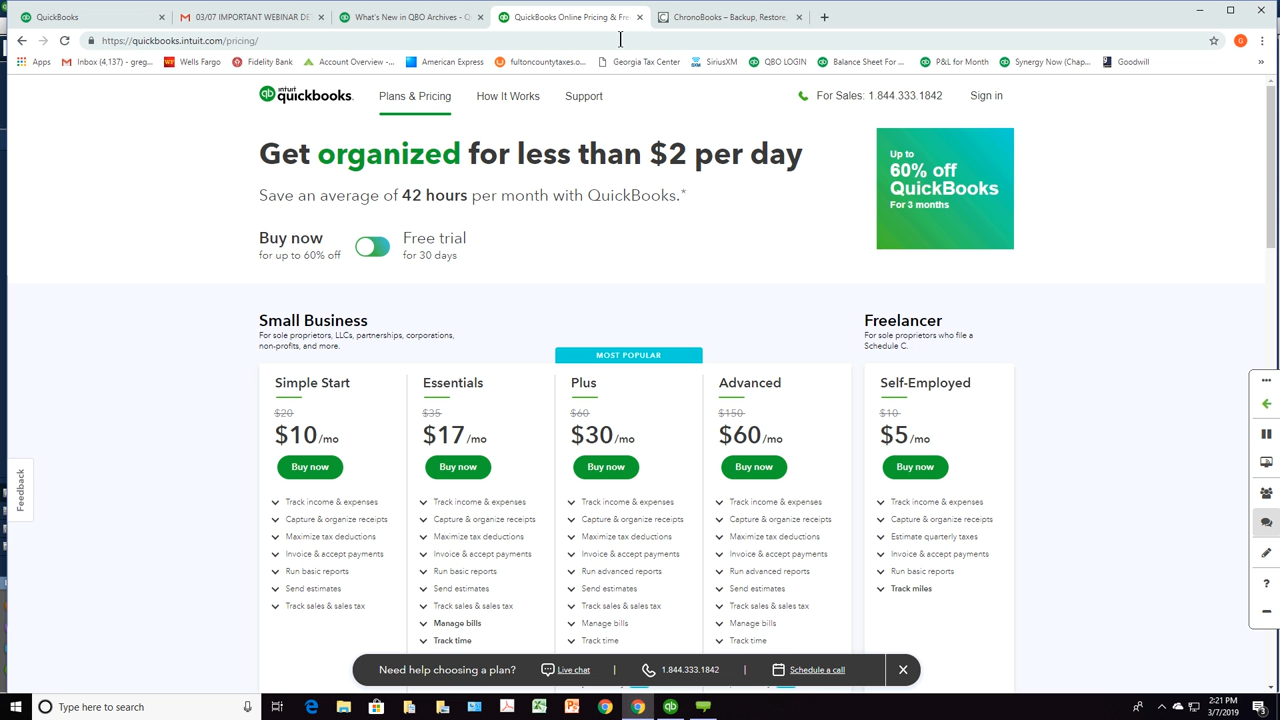 QuickBooks
03/07 IMPORTANT WEBINAR DE
What's New in QBO Archives - Q
QuickBooks Online Pricing & Fre
ChronoBooks – Backup, Restore,
https://quickbooks.intuit.com/pricing/
G
Apps
Inbox (4,137) - greg...
Wells Fargo
Fidelity Bank
Account Overview -...
American Express
fultoncountytaxes.o...
Georgia Tax Center
SiriusXM
QBO LOGIN
Balance Sheet For ...
P&L for Month
Synergy Now (Chap...
Goodwill
intuit
quickbooks.
Plans & Pricing
How It Works
Support
For Sales: 1.844.333.1842
Sign in
Get organized for less than $2 per day
Save an average of 42 hours per month with QuickBooks.*
Up to
60% off
QuickBooks
For 3 months
Buy now
for up to 60% off
Free trial
for 30 days
Small Business
For sole proprietors, LLCs, partnerships, corporations,
non-profits, and more.
Freelancer
For sole proprietors who file a
Schedule C.
MOST POPULAR
Simple Start
$20
$10/mo
Buy now
Track income & expenses
Capture & organize receipts
Maximize tax deductions
Invoice & accept payments
Run basic reports
Send estimates
Track sales & sales tax
Essentials
$35
$17/mo
Buy now
Track income & expenses
Capture & organize receipts
Maximize tax deductions
Invoice & accept payments
Run basic reports
Send estimates
Track sales & sales tax
Manage bills
Track time
Plus
$60
$30/mo
Buy now
Track income & expenses
Capture & organize receipts
Maximize tax deductions
Invoice & accept payments
Run advanced reports
Send estimates
Track sales & sales tax
Manage bills
Track time
Advanced
$150
$60/mo
Buy now
Track income & expenses
Capture & organize receipts
Maximize tax deductions
Invoice & accept payments
Run advanced reports
Send estimates
Track sales & sales tax
Manage bills
Track time
Self-Employed
$10
$5/mo
Buy now
Track income & expenses
Capture & organize receipts
Estimate quarterly taxes
Invoice & accept payments
Run basic reports
Track miles
Feedback
Need help choosing a plan?
Live chat
1.844.333.1842
Schedule a call
Type here to search
2:21 PM
3/7/2019